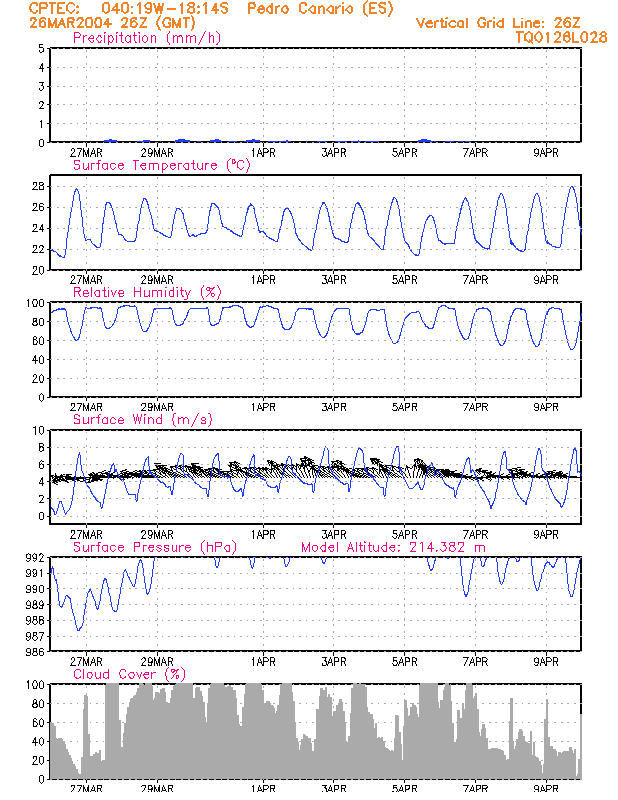 CPTEC: 040:19W-18:14S Pedro Canario (ES)
26MAR2004 26Z (GMT) Vertical Grid Line: 26Z
Precipitation (mm/h) TQ0126L028
5
4
3
2
1
0
27MAR 29MAR 1APR 3APR 5APR 7APR 9APR
Surface Temperature (°C)
28
26
24
22
20
27MAR 29MAR 1APR 3APR 5APR 7APR 9APR
Relative Humidity (%)
100
80
60
40
20
0
27MAR 29MAR 1APR 3APR 5APR 7APR 9APR
Surface Wind (m/s)
10
8
6
4
2
0
27MAR 29MAR 1APR 3APR 5APR 7APR 9APR
Surface Pressure (hPa) Model Altitude: 214.382 m
992
991
990
989
988
987
986
27MAR 29MAR 1APR 3APR 5APR 7APR 9APR
Cloud Cover (%)
100
80
60
40
20
0
27MAR 29MAR 1APR 3APR 5APR 7APR 9APR